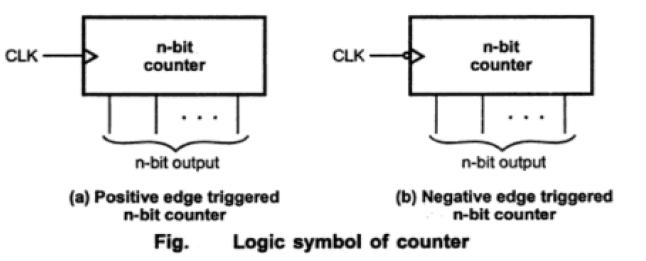 CLK
n-bit
counter
n-bit output
(a) Positive edge triggered
n-bit counter
CLK
n-bit
counter
n-bit output
(b) Negative edge triggered
n-bit counter
Fig. Logic symbol of counter